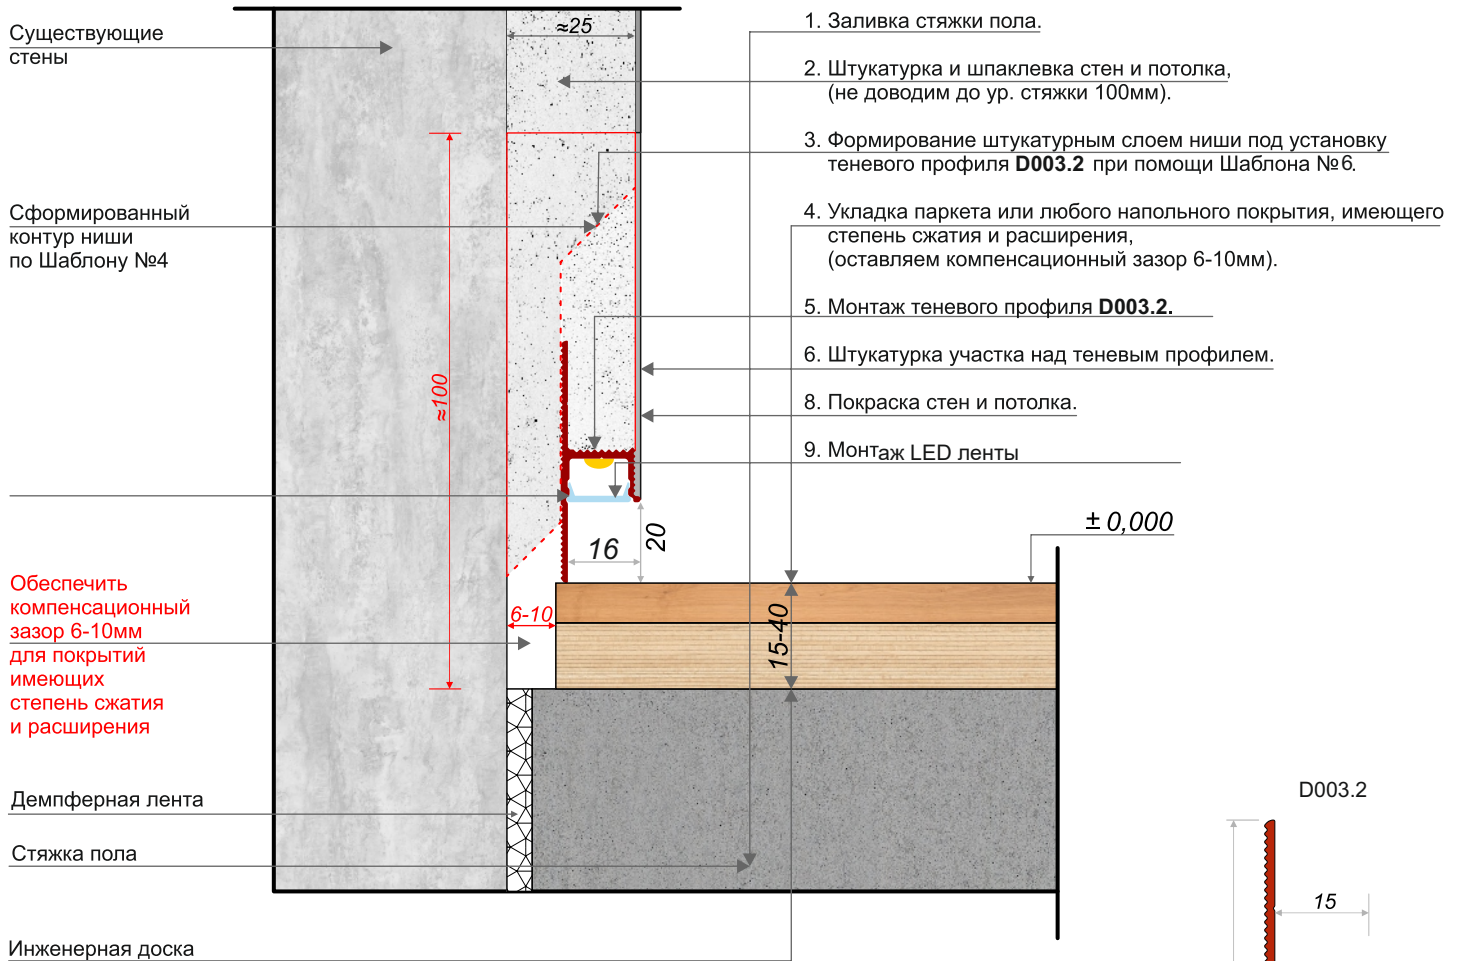 Существующие
стены
Сформированный
контур ниши
по Шаблону №4
Обеспечить
компенсационный
зазор 6-10мм
для покрытий
имеющих
степень сжатия
и расширения
Демпферная лента
Стяжка пола
Инженерная доска
≈25
≈100
16
20
6-10
15-40
± 0,000
1. Заливка стяжки пола.
2. Штукатурка и шпаклевка стен и потолка,
(не доводим до ур. стяжки 100мм).
3. Формирование штукатурным слоем ниши под установку
теневого профиля D003.2 при помощи Шаблона №6.
4. Укладка паркета или любого напольного покрытия, имеющего
степень сжатия и расширения,
(оставляем компенсационный зазор 6-10мм).
5. Монтаж теневого профиля D003.2.
6. Штукатурка участка над теневым профилем.
8. Покраска стен и потолка.
9. Монтаж LED ленты
D003.2
15